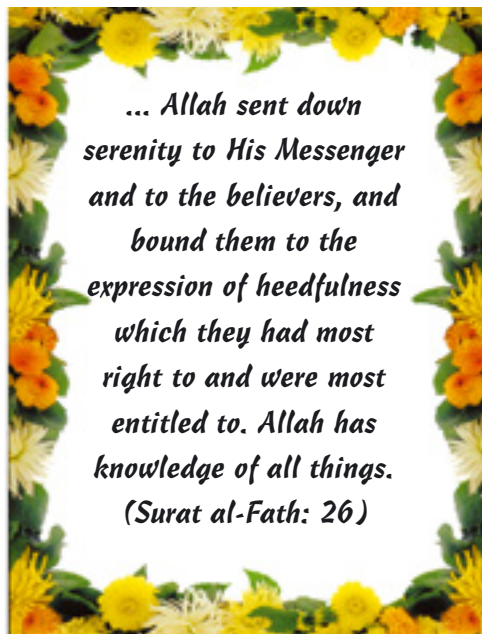 ... Allah sent down
serenity to His Messenger
and to the believers, and
bound them to the
expression of heedfulness
which they had most
right to and were most
entitled to. Allah has
knowledge of all things.
(Surat al-Fath: 26)